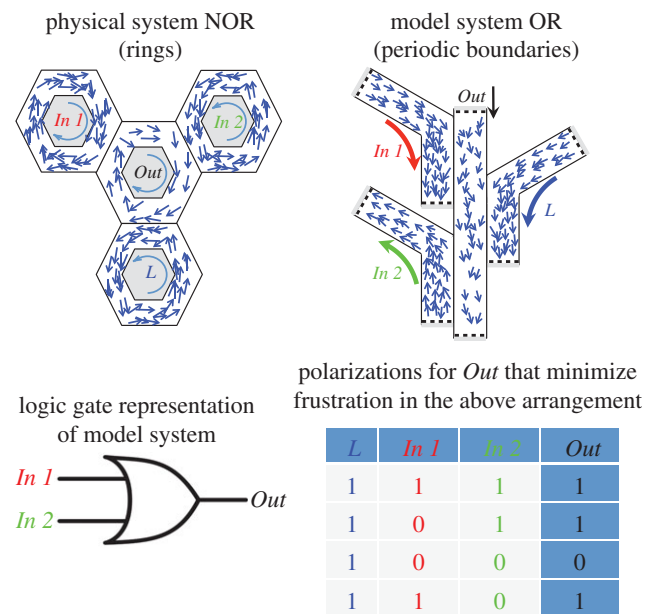 physical system NOR
(rings)
In 1
In 2
Out
L
model system OR
(periodic boundaries)
Out
In 1
L
In 2
logic gate representation
of model system
In 1
In 2
Out
polarizations for Out that minimize
frustration in the above arrangement
L In 1 In 2 Out
1 1 1 1
1 0 1 1
1 0 0 0
1 1 0 1